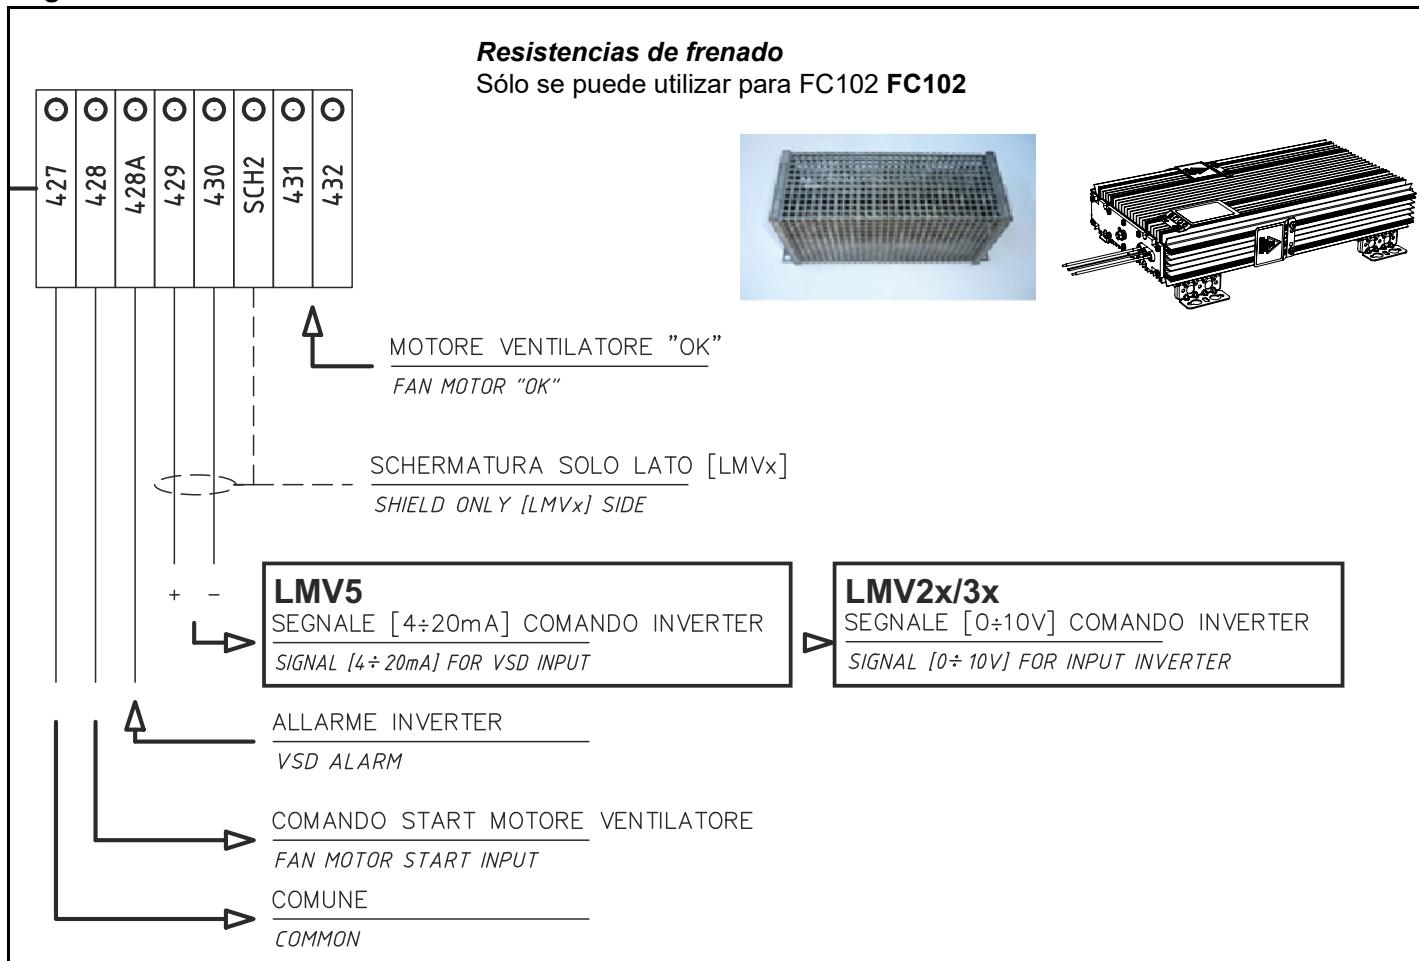 Resistencias de frenado
Sólo se puede utilizar para FC102 FC102
427
428
428A
429
430
SCH2
431
432
MOTORE VENTILATORE ”OK”
FAN MOTOR "OK"
SCHERMATURA SOLO LATO [LMVx]
SHIELD ONLY [LMVx] SIDE
+ −
LMV5
SEGNALE [4÷20mA] COMANDO INVERTER
SIGNAL [4÷20mA] FOR VSD INPUT
LMV2x/3x
SEGNALE [0÷10V] COMANDO INVERTER
SIGNAL [0÷10V] FOR INPUT INVERTER
ALLARME INVERTER
VSD ALARM
COMANDO START MOTORE VENTILATORE
FAN MOTOR START INPUT
COMUNE
COMMON